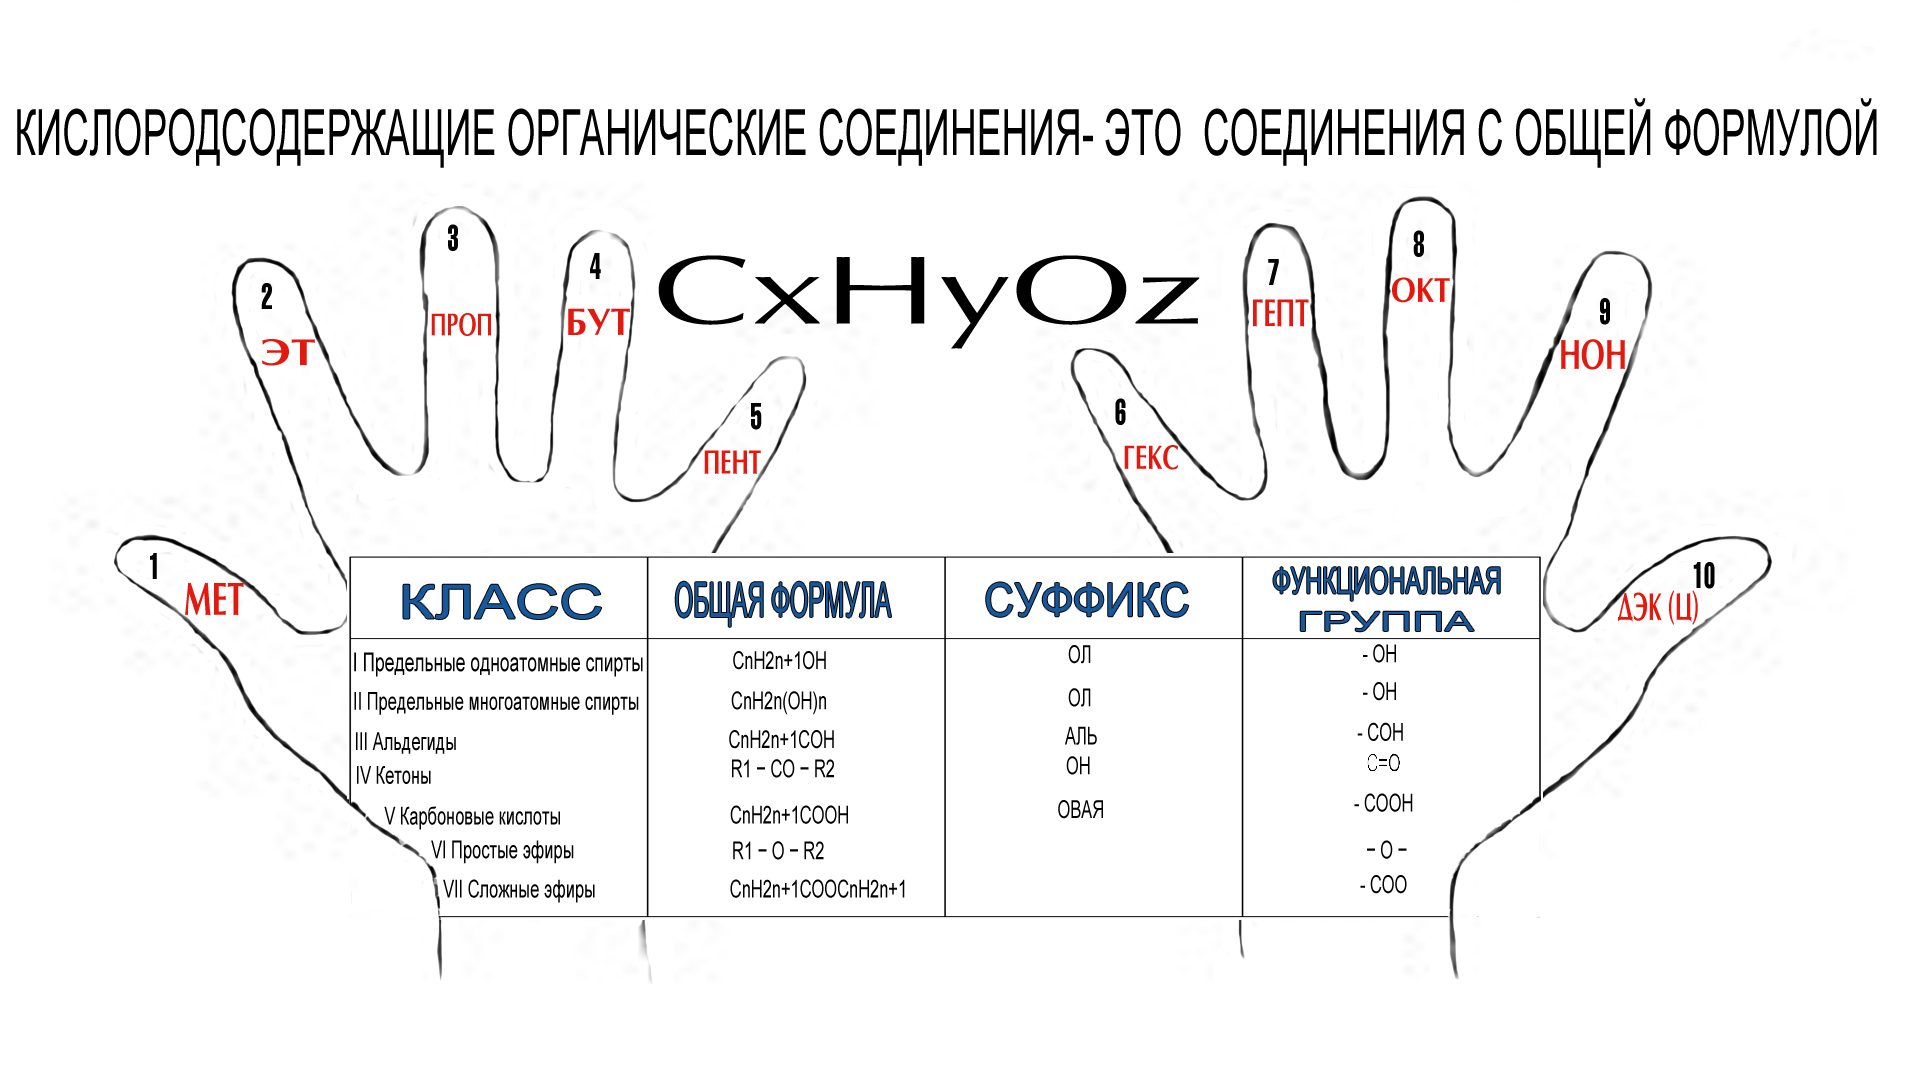 КИСЛОРОДСОДЕРЖАЩИЕ ОРГАНИЧЕСКИЕ СОЕДИНЕНИЯ- ЭТО СОЕДИНЕНИЯ С ОБЩЕЙ ФОРМУЛОЙ
CxHyOz
1
МЕТ
2
ЭТ
3
ПРОП
4
БУТ
5
ПЕНТ
6
ГЕКС
7
ГЕПТ
8
ОКТ
9
НОН
10
ДЭК (Ц)
КЛАСС ОБЩАЯ ФОРМУЛА СУФФИКС ФУНКЦИОНАЛЬНАЯ
ГРУППА
I Предельные одноатомные спирты CnH2n+1OH ОЛ - ОН
II Предельные многоатомные спирты CnH2n(OH)n ОЛ - ОН
III Альдегиды CnH2n+1COH АЛЬ - СОН
IV Кетоны R1 – CO – R2 ОН C=O
V Карбоновые кислоты CnH2n+1COOH ОВАЯ - COOH
VI Простые эфиры R1 – O – R2 – O –
VII Сложные эфиры CnH2n+1COOCnH2n+1 - COO